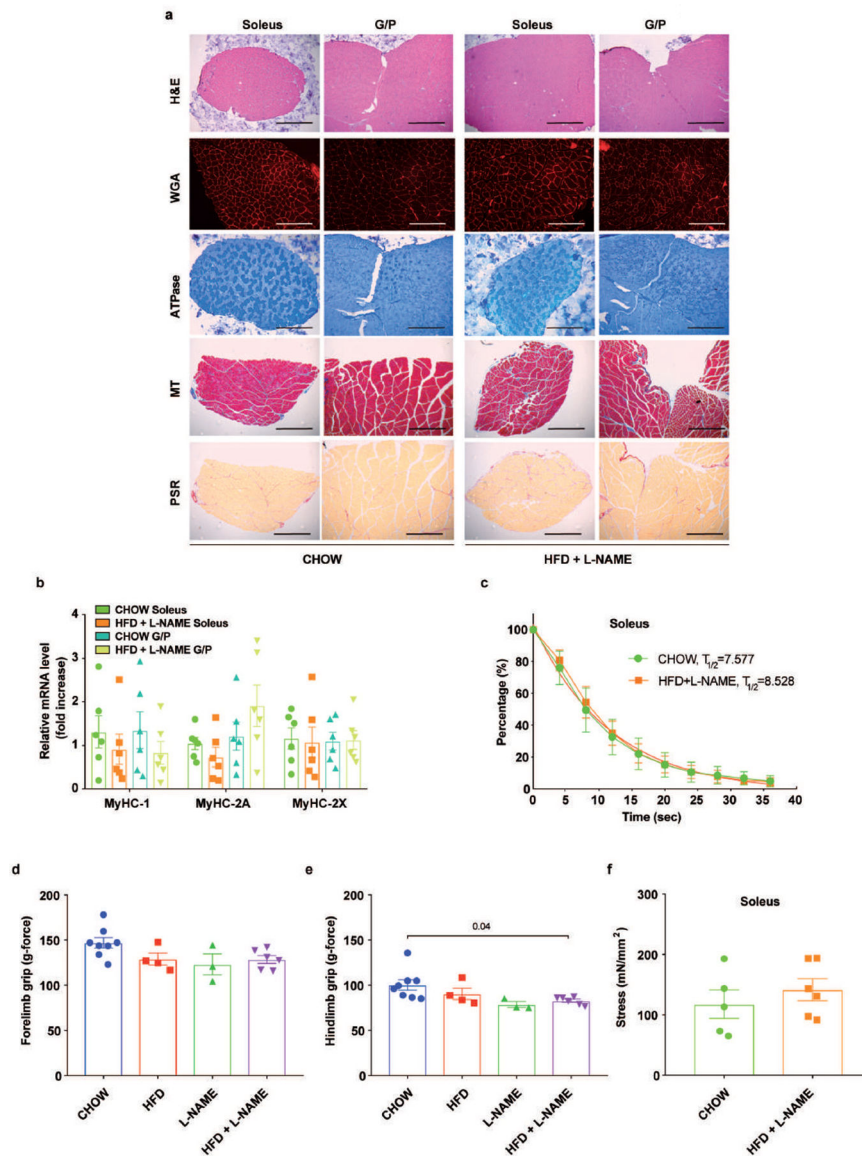 a
Soleus G/P Soleus G/P
H&E
WGA
ATPase
MT
PSR
CHOW HFD + L-NAME
b
Relative mRNA level
(fold increase)
4
3
2
1
0
CHOW Soleus
HFD + L-NAME Soleus
CHOW G/P
HFD + L-NAME G/P
MyHC-1 MyHC-2A MyHC-2X
c
Soleus
Percentage (%)
100
80
60
40
20
0
CHOW, T1/2=7.577
HFD+L-NAME, T1/2=8.528
0 5 10 15 20 25 30 35 40
Time (sec)
d
Forelimb grip (g-force)
200
150
100
50
0
CHOW HFD L-NAME HFD + L-NAME
e
Hindlimb grip (g-force)
200
150
100
50
0
0.04
CHOW HFD L-NAME HFD + L-NAME
f
Soleus
Stress (mN/mm2)
300
200
100
0
CHOW HFD + L-NAME